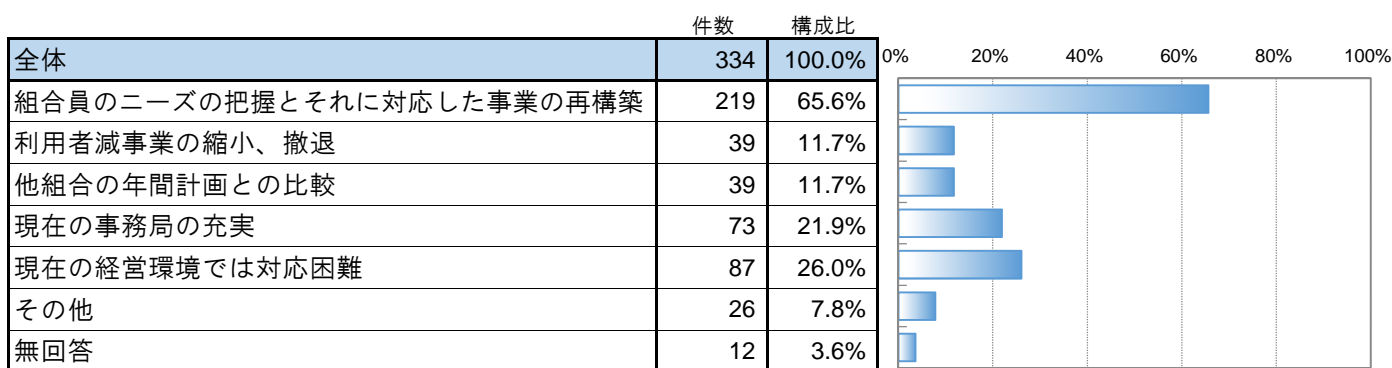 件数 構成比
全体 334 100.0% 0% 20% 40% 60% 80% 100%
組合員のニーズの把握とそれに対応した事業の再構築 219 65.6%
利用者減事業の縮小、撤退 39 11.7%
他組合の年間計画との比較 39 11.7%
現在の事務局の充実 73 21.9%
現在の経営環境では対応困難 87 26.0%
その他 26 7.8%
無回答 12 3.6%